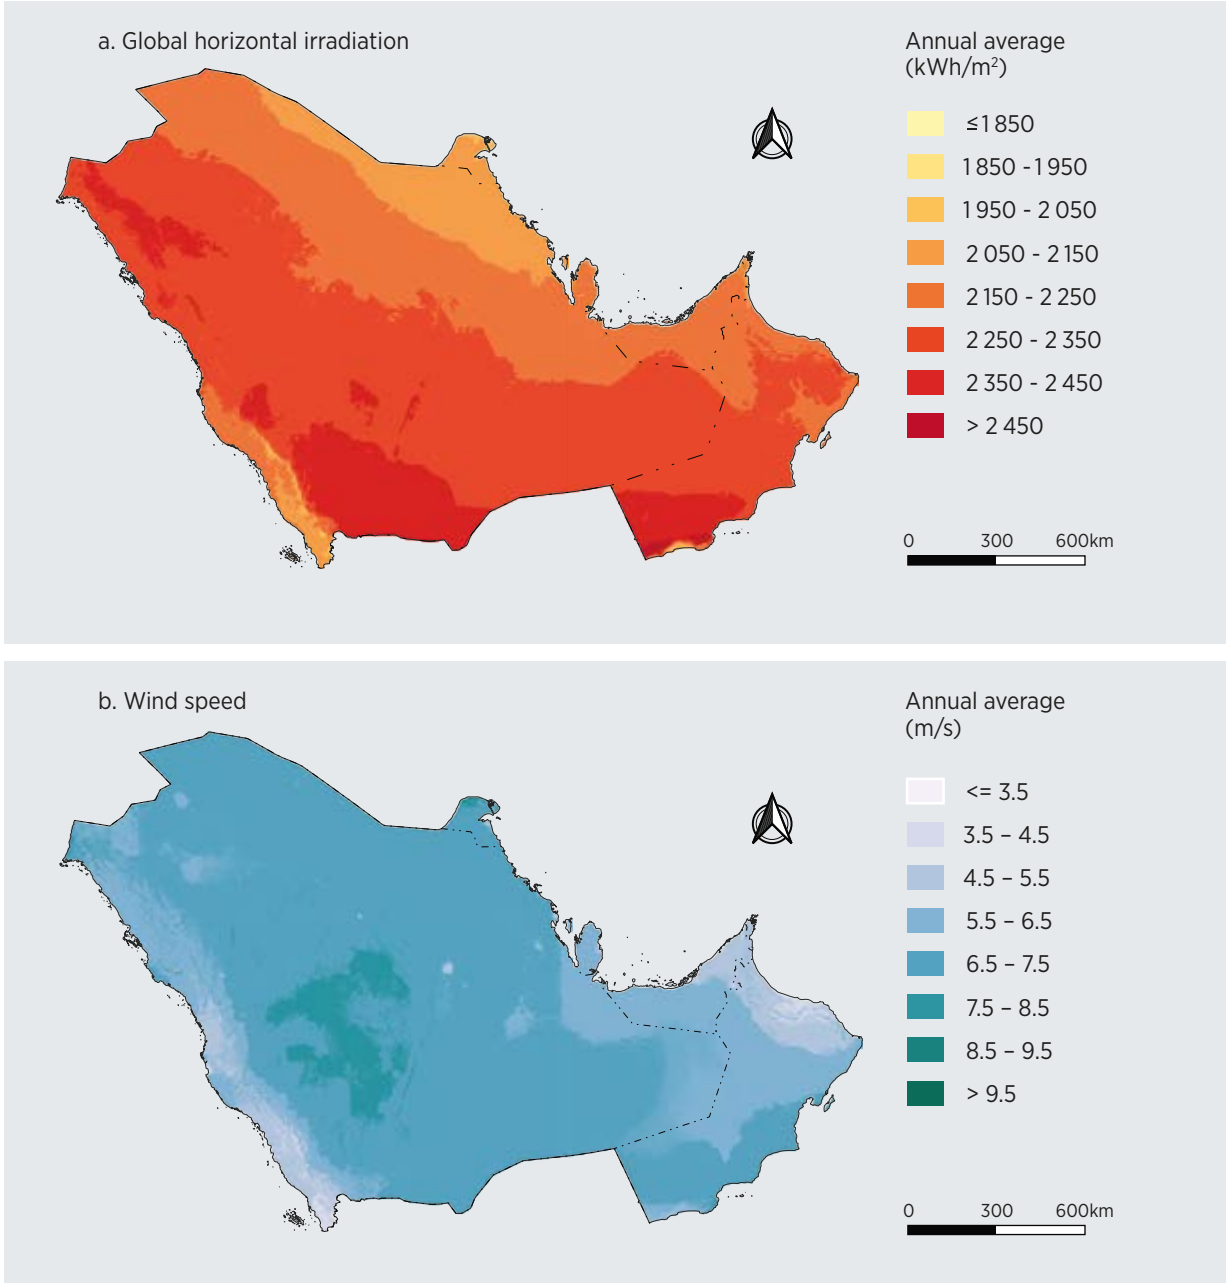 a. Global horizontal irradiation
Annual average
(kWh/m²)
≤1 850
1 850 - 1 950
1 950 - 2 050
2 050 - 2 150
2 150 - 2 250
2 250 - 2 350
2 350 - 2 450
> 2 450
0 300 600km
b. Wind speed
Annual average
(m/s)
<= 3.5
3.5 – 4.5
4.5 – 5.5
5.5 – 6.5
6.5 – 7.5
7.5 – 8.5
8.5 – 9.5
> 9.5
0 300 600km